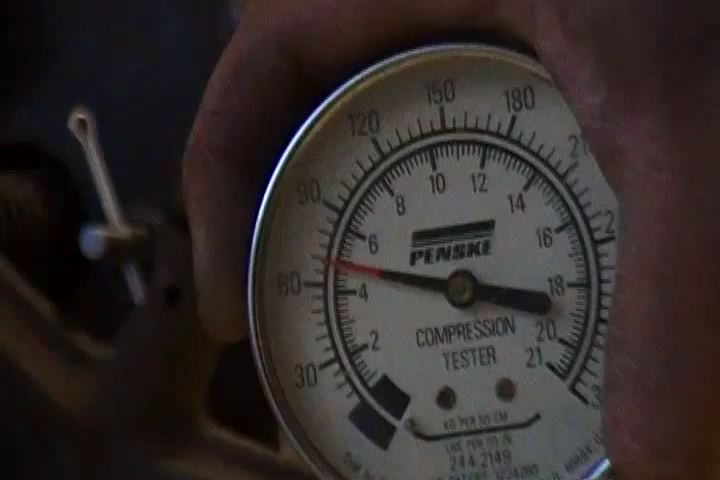 150
120 180
90
60
30
10 12
8 14
6 16
4 18
2 20
21
PENSKE
COMPRESSION
TESTER
KG PER SQ CM
LBS PER SQ IN
244.2149